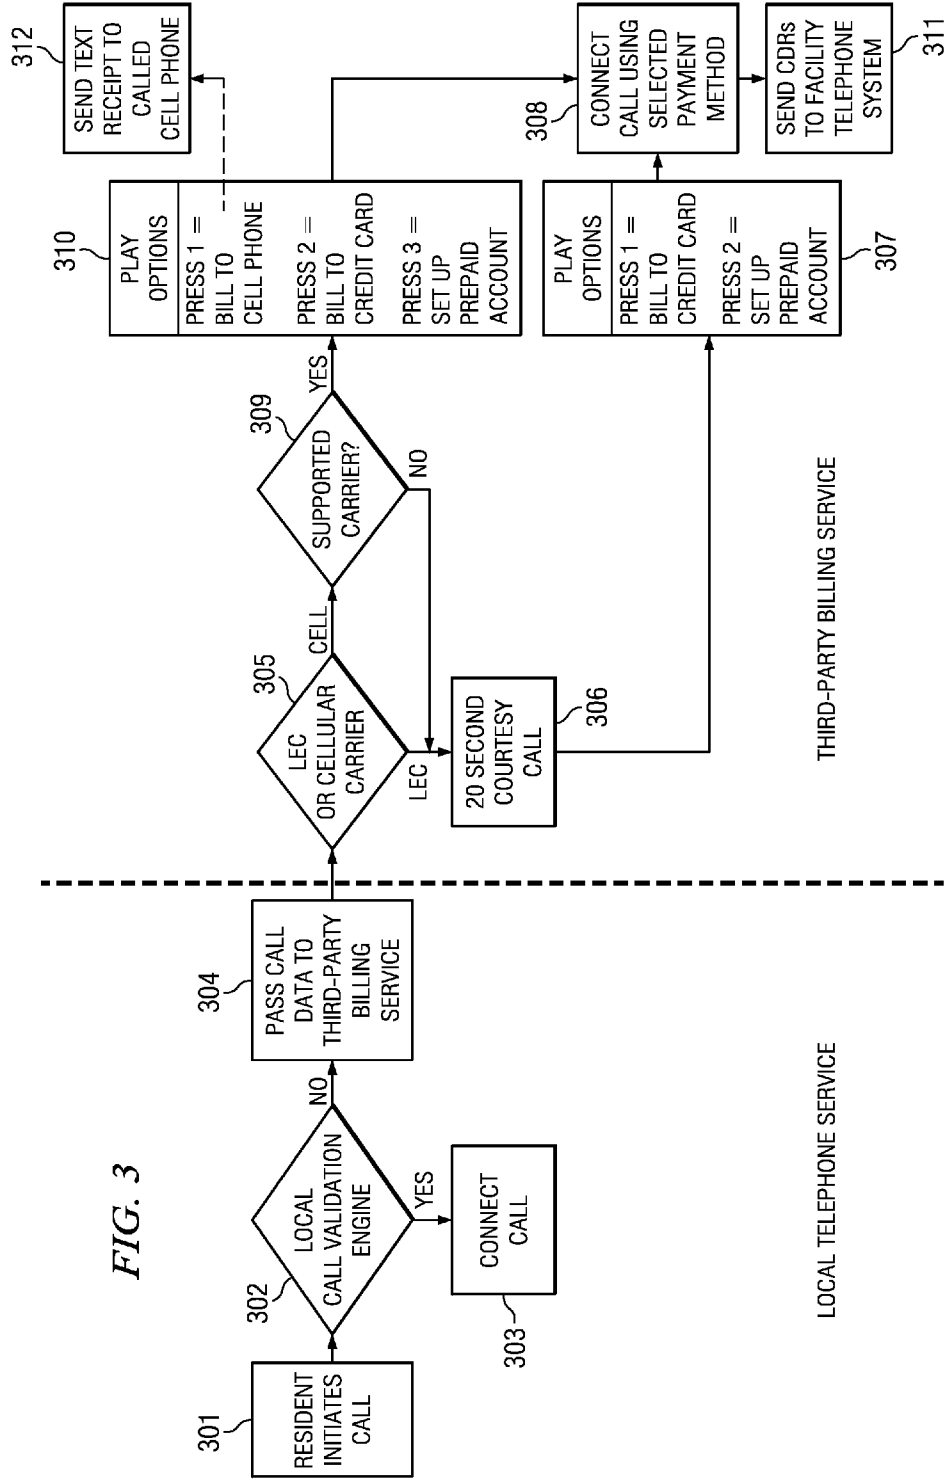 FIG. 3
301
RESIDENT
INITIATES
CALL
302
LOCAL
CALL VALIDATION
ENGINE
YES
NO
303
CONNECT
CALL
304
PASS CALL
DATA TO
THIRD-PARTY
BILLING
SERVICE
LOCAL TELEPHONE SERVICE
305
LEC
OR CELLULAR
CARRIER
LEC
CELL
306
20 SECOND
COURTESY
CALL
309
SUPPORTED
CARRIER?
NO
YES
THIRD-PARTY BILLING SERVICE
310
PLAY
OPTIONS
PRESS 1 =
BILL TO
CELL PHONE
PRESS 2 =
BILL TO
CREDIT CARD
PRESS 3 =
SET UP
PREPAID
ACCOUNT
307
PLAY
OPTIONS
PRESS 1 =
BILL TO
CREDIT CARD
PRESS 2 =
SET UP
PREPAID
ACCOUNT
312
SEND TEXT
RECEIPT TO
CALLED
CELL PHONE
308
CONNECT
CALL USING
SELECTED
PAYMENT
METHOD
311
SEND CDRs
TO FACILITY
TELEPHONE
SYSTEM